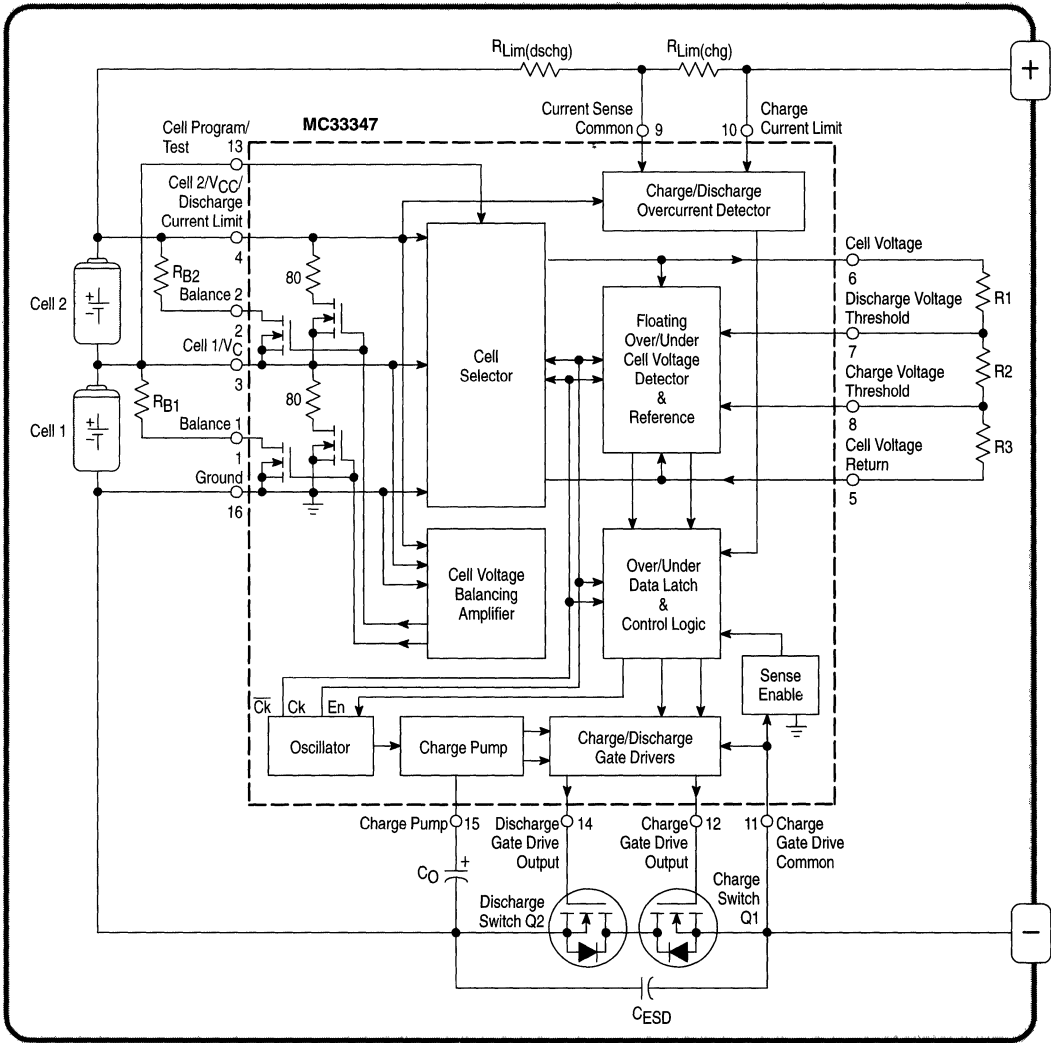 RLim(dschg)
RLim(chg)
+
Current Sense
Common
9
10
Charge
Current Limit
MC33347
Cell Program/
Test
13
Cell 2/VCC/
Discharge
Current Limit
4
Charge/Discharge
Overcurrent Detector
Cell Voltage
6
80
RB2
Cell 2
+
–
Balance 2
2
Cell 1/VC
3
Cell
Selector
Floating
Over/Under
Cell Voltage
Detector
&
Reference
Discharge Voltage
Threshold
7
R1
R2
Charge Voltage
Threshold
8
R3
Cell Voltage
Return
5
80
RB1
Cell 1
+
–
Balance 1
1
Ground
16
Cell Voltage
Balancing
Amplifier
Over/Under
Data Latch
&
Control Logic
Sense
Enable
Ck
Ck
En
Oscillator
Charge Pump
Charge/Discharge
Gate Drivers
Charge Pump
15
Discharge
Gate Drive
Output
14
Charge
Gate Drive
Output
12
11
Charge
Gate Drive
Common
CO
+
Discharge
Switch Q2
Charge
Switch
Q1
–
CESD